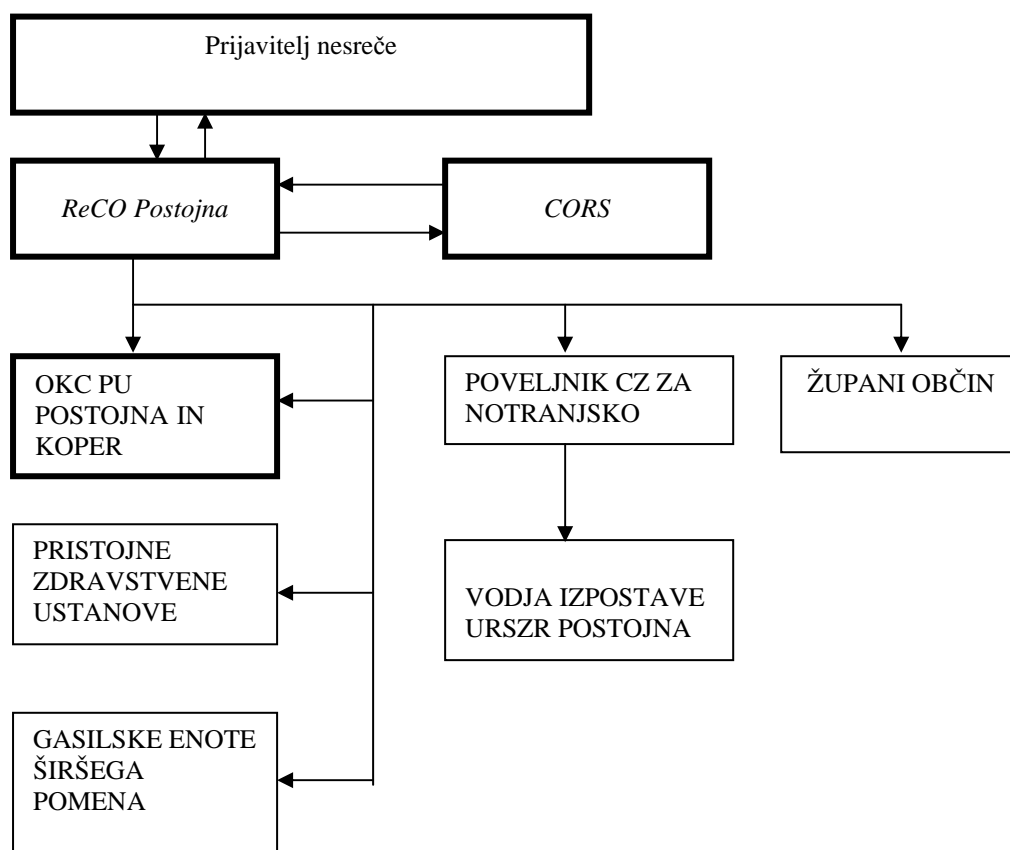 Prijavitelj nesreče
ReCO Postojna
CORS
OKC PU
POSTOJNA IN
KOPER
POVELJNIK CZ ZA
NOTRANJSKO
ŽUPANI OBČIN
PRISTOJNE
ZDRAVSTVENE
USTANOVE
VODJA IZPOSTAVE
URSZR POSTOJNA
GASILSKE ENOTE
ŠIRŠEGA
POMENA